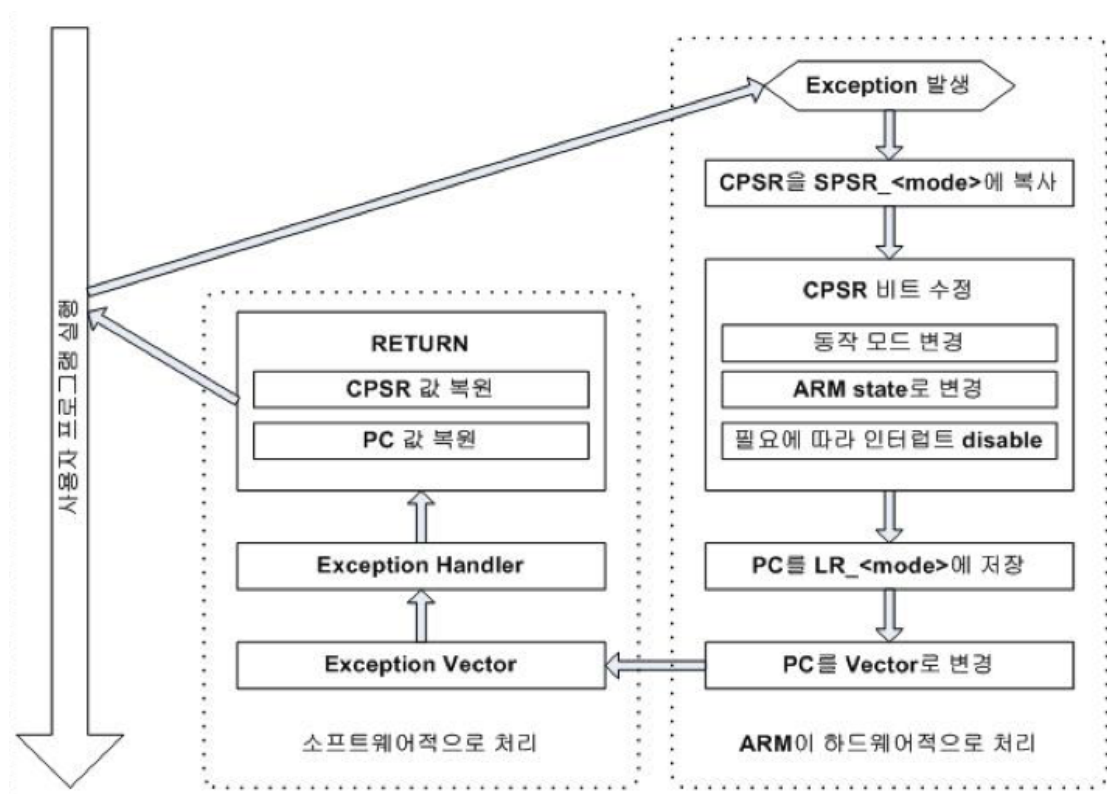 사용자 프로그램 실행
Exception 발생
CPSR을 SPSR_<mode>에 복사
CPSR 비트 수정
동작 모드 변경
ARM state로 변경
필요에 따라 인터럽트 disable
PC를 LR_<mode>에 저장
PC를 Vector로 변경
ARM이 하드웨어적으로 처리
RETURN
CPSR 값 복원
PC 값 복원
Exception Handler
Exception Vector
소프트웨어적으로 처리